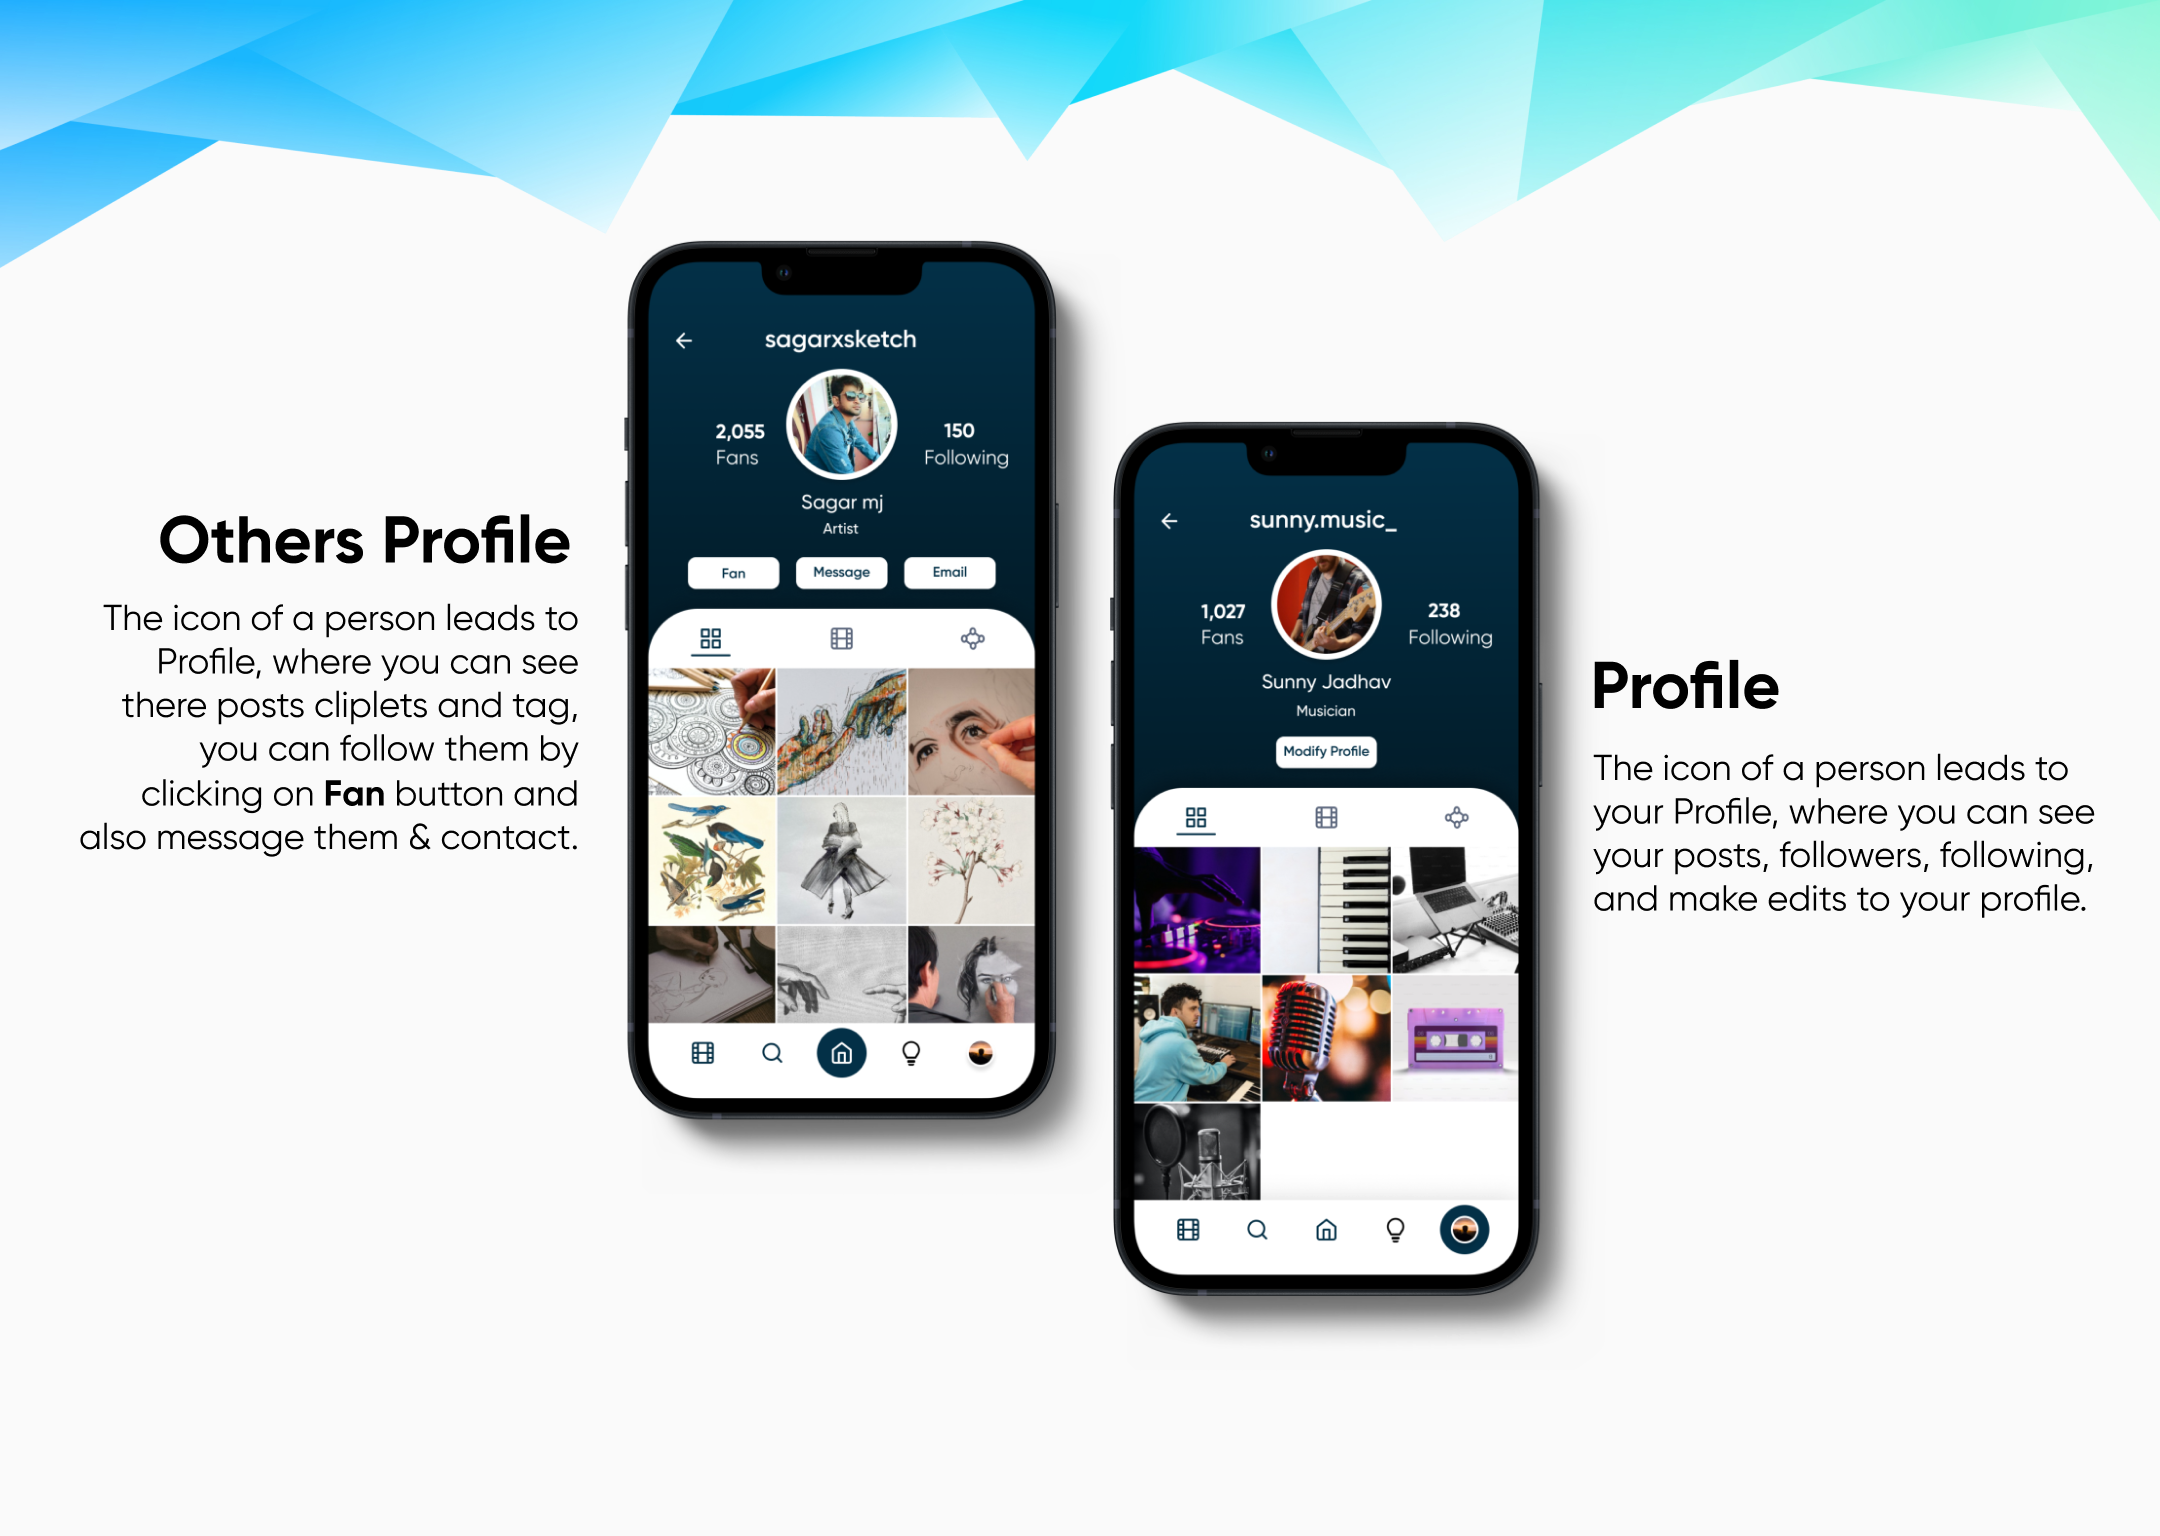 Others Profile
The icon of a person leads to
Profile, where you can see
there posts cliplets and tag,
you can follow them by
clicking on Fan button and
also message them & contact.
sagarxsketch
2,055
Fans
150
Following
Sagar mj
Artist
Fan
Message
Email
sunny.music_
1,027
Fans
238
Following
Sunny Jadhav
Musician
Modify Profile
Profile
The icon of a person leads to
your Profile, where you can see
your posts, followers, following,
and make edits to your profile.